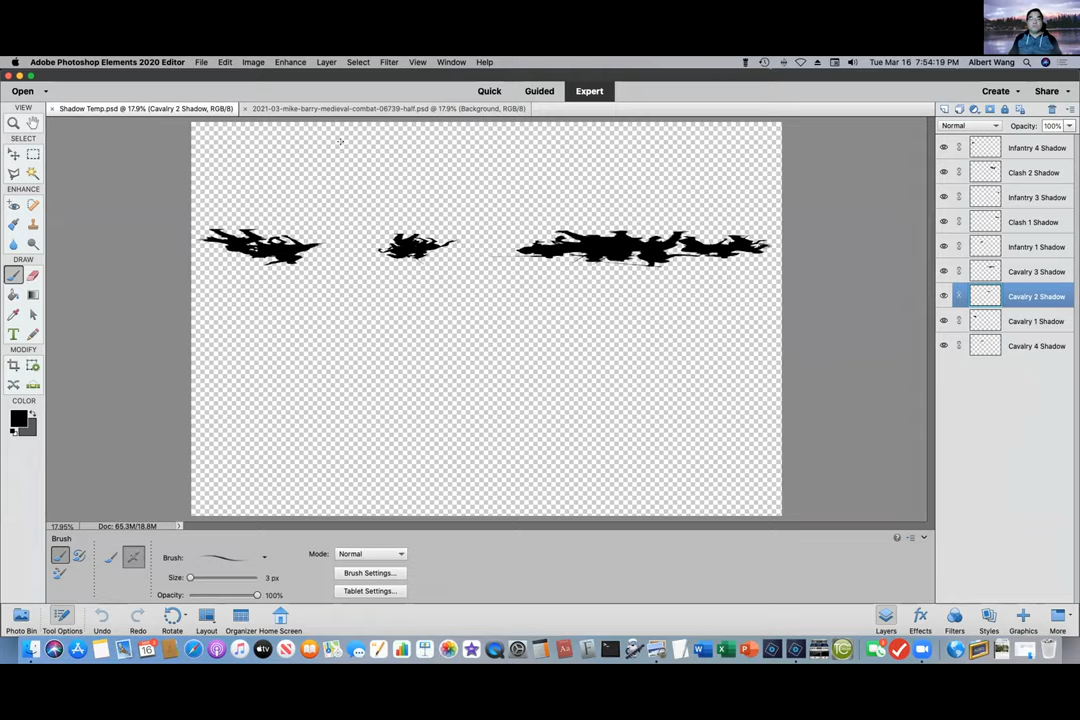 Adobe Photoshop Elements 2020 Editor File Edit Image Enhance Layer Select Filter View Window Help Tue Mar 16 7:54:19 PM Albert Wang
Open Quick Guided Expert Create Share
Shadow Temp.psd @ 17.9% (Cavalry 2 Shadow, RGB/8) 2021-03-mike-barry-medieval-combat-06739-half.psd @ 17.9% (Background, RGB/8)
VIEW
SELECT
ENHANCE
DRAW
MODIFY
COLOR
Normal Opacity: 100%
Infantry 4 Shadow
Clash 2 Shadow
Infantry 3 Shadow
Clash 1 Shadow
Infantry 1 Shadow
Cavalry 3 Shadow
Cavalry 2 Shadow
Cavalry 1 Shadow
Cavalry 4 Shadow
17.95% Doc: 65.3M/18.8M
Brush
Brush: Mode: Normal
Size: 3 px Brush Settings...
Opacity: 100% Tablet Settings...
Photo Bin Tool Options Undo Redo Rotate Layout Organizer Home Screen Layers Effects Filters Styles Graphics More